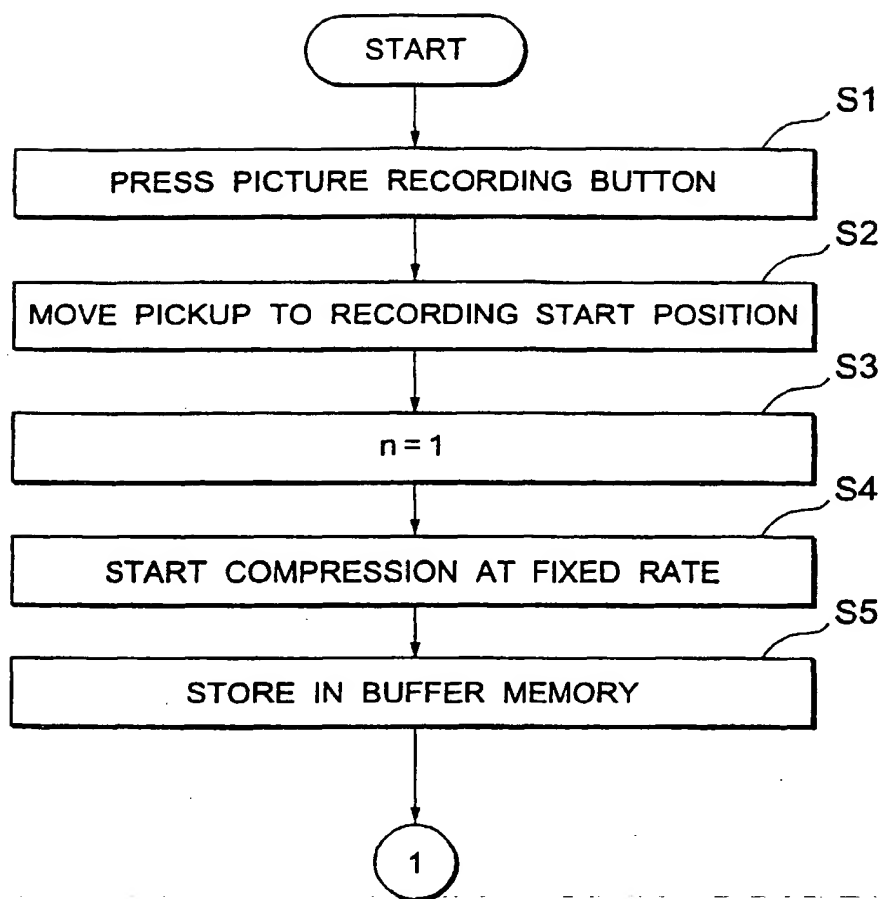 START
S1
PRESS PICTURE RECORDING BUTTON
S2
MOVE PICKUP TO RECORDING START POSITION
S3
n = 1
S4
START COMPRESSION AT FIXED RATE
S5
STORE IN BUFFER MEMORY
1